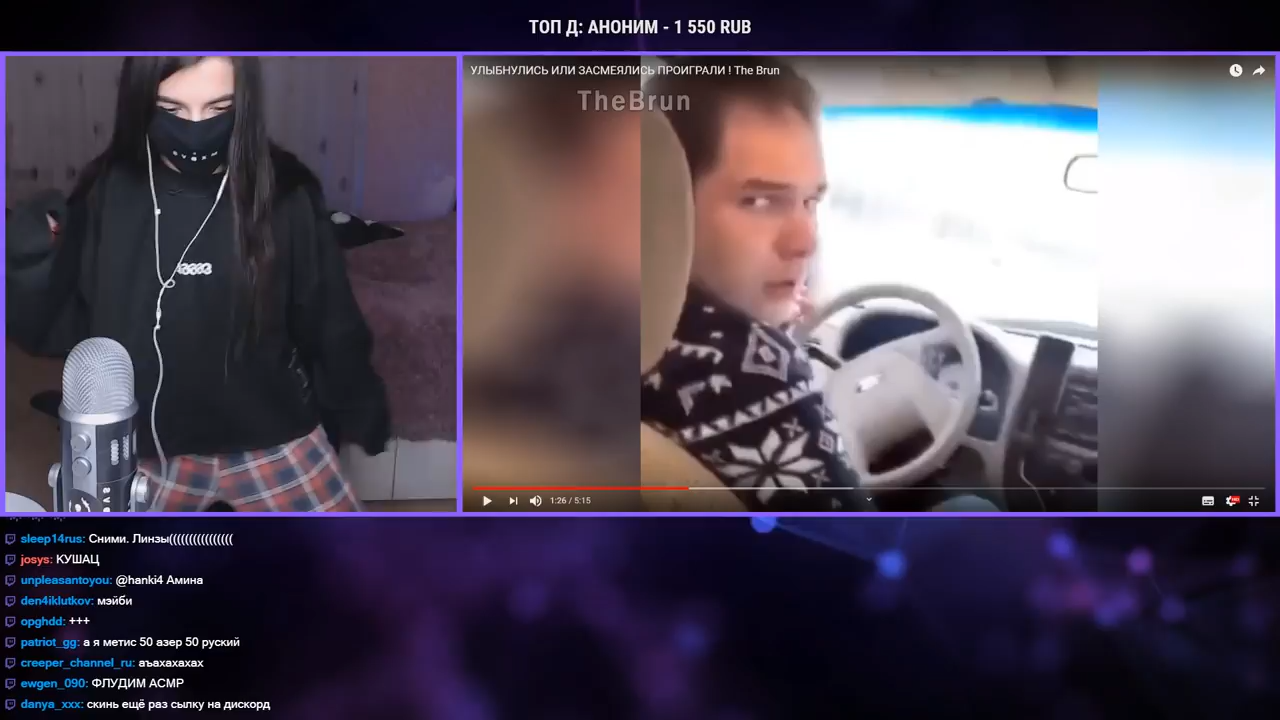 ТОП Д: АНОНИМ - 1 550 RUB
УЛЫБНУЛИСЬ ИЛИ ЗАСМЕЯЛИСЬ ПРОИГРАЛИ ! The Brun
TheBrun
1:26 / 5:15
sleep14rus: Сними. Линзы((((((((((((((((
josys: КУШАЦ
unpleasantoyou: @hanki4 Амина
den4iklutkov: мэйби
opghdd: +++
patriot_gg: а я метис 50 азер 50 руский
creeper_channel_ru: аъахахахах
ewgen_090: ФЛУДИМ АСМР
danya_xxx: скинь ещё раз сылку на дискорд